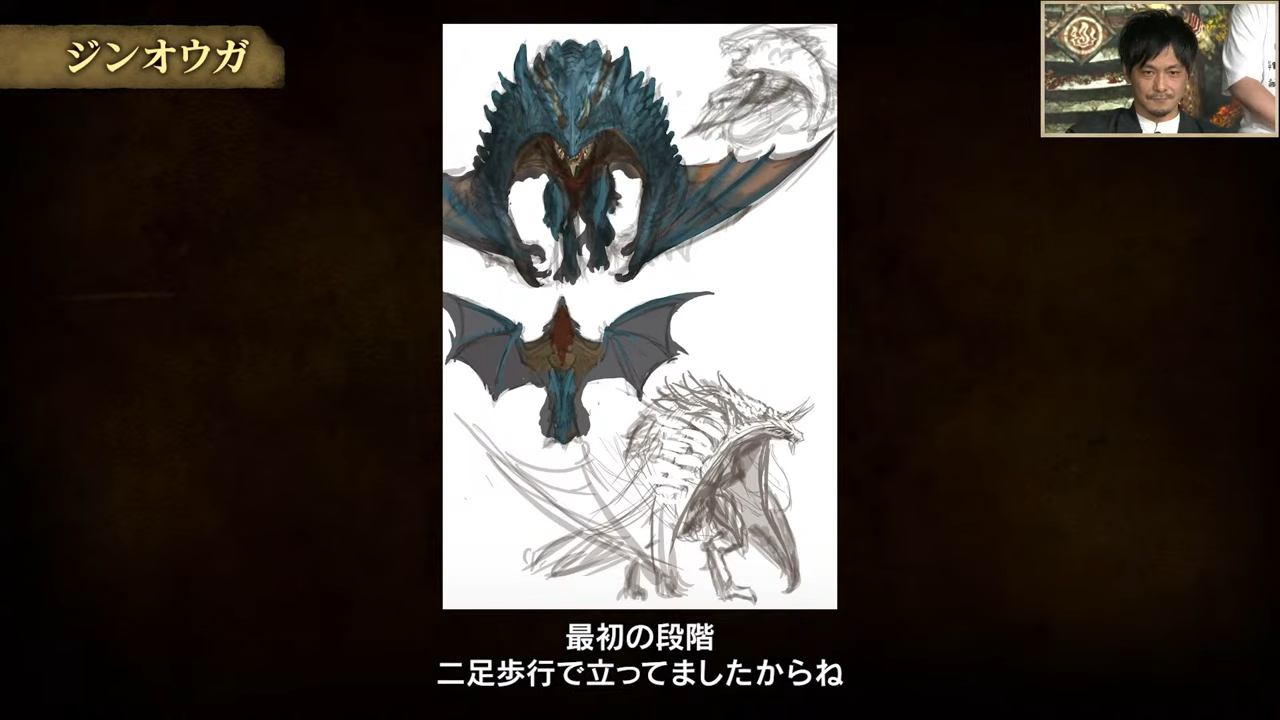 ジンオウガ
最初の段階
二足歩行で立ってましたからね